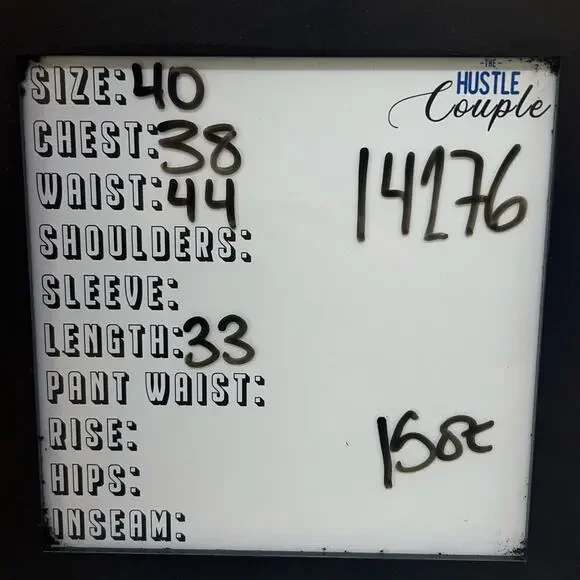 -THE-
HUSTLE
Couple
SIZE: 40
CHEST: 38
14276
WAIST: 44
SHOULDERS:
SLEEVE:
LENGTH: 33
PANT WAIST:
RISE:
15oz
HIPS:
INSEAM: